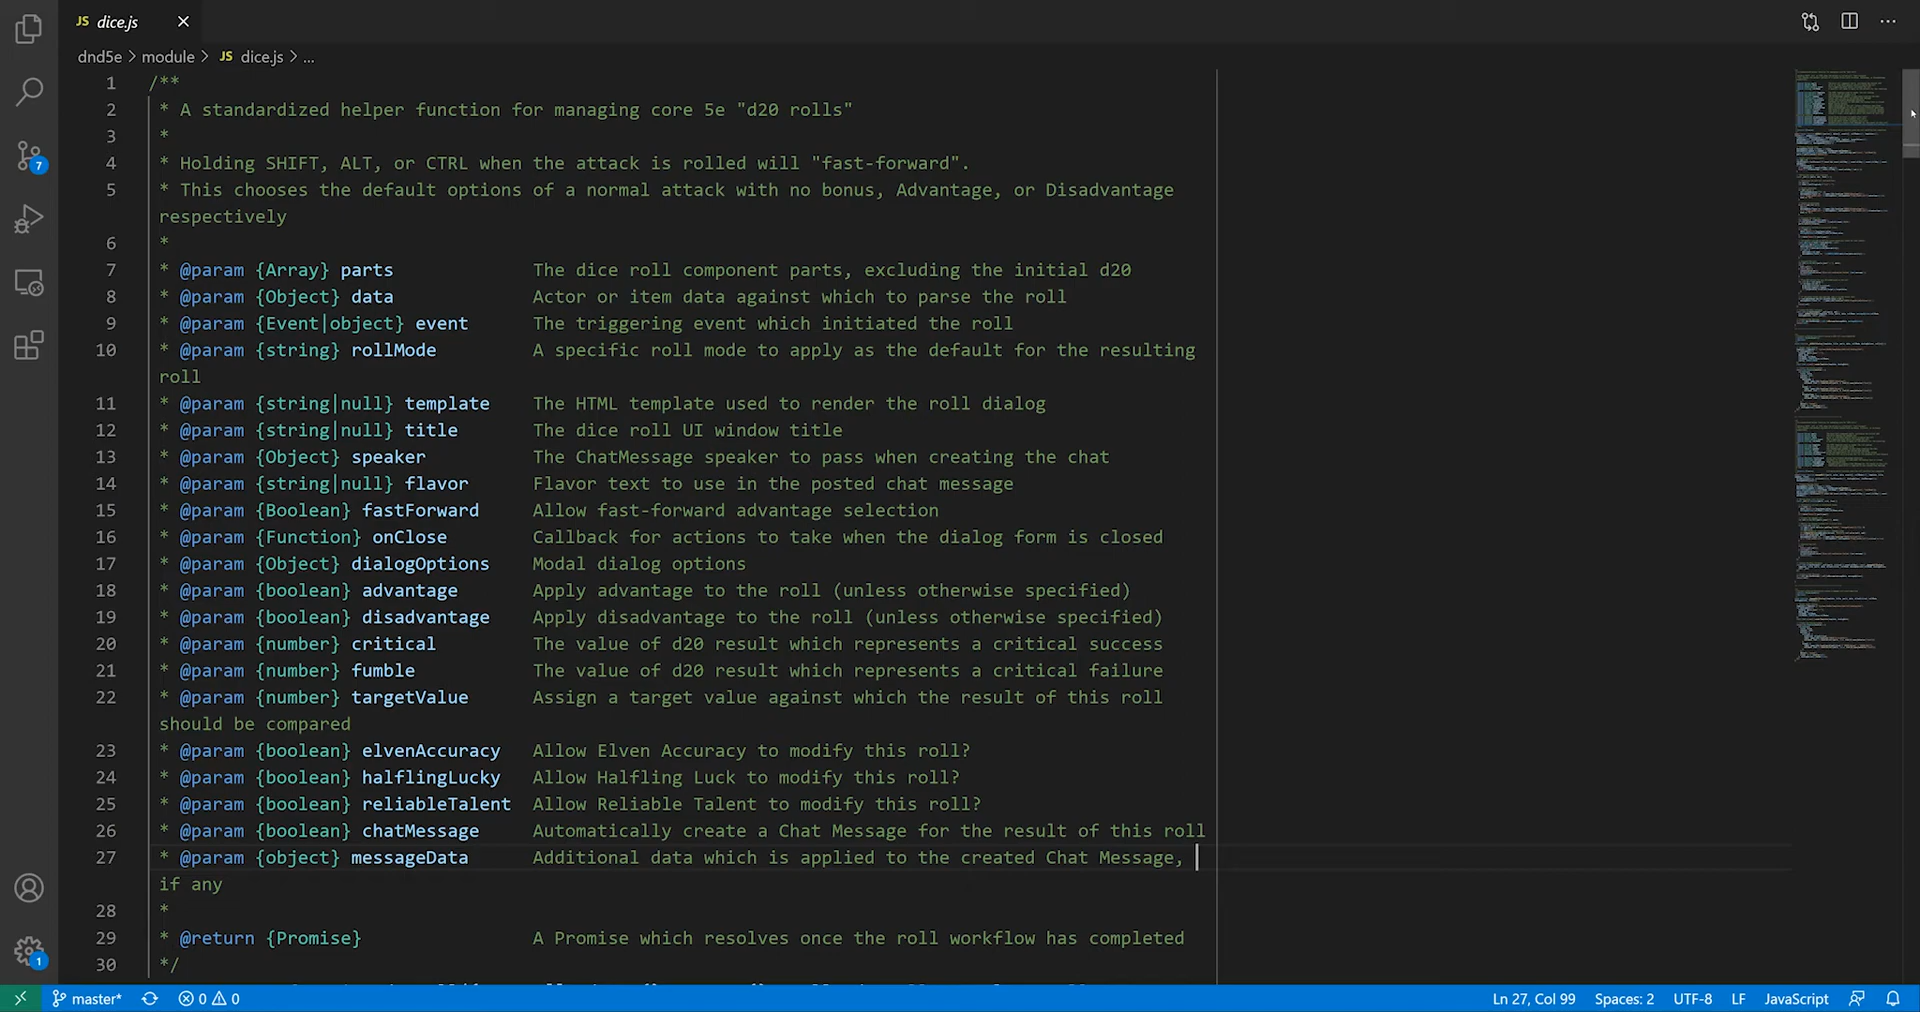 JS dice.js
dnd5e > module > JS dice.js > ...
1 /**
2 * A standardized helper function for managing core 5e "d20 rolls"
3 *
4 * Holding SHIFT, ALT, or CTRL when the attack is rolled will "fast-forward".
5 * This chooses the default options of a normal attack with no bonus, Advantage, or Disadvantage
respectively
6 *
7 * @param {Array} parts The dice roll component parts, excluding the initial d20
8 * @param {Object} data Actor or item data against which to parse the roll
9 * @param {Event|object} event The triggering event which initiated the roll
10 * @param {string} rollMode A specific roll mode to apply as the default for the resulting
roll
11 * @param {string|null} template The HTML template used to render the roll dialog
12 * @param {string|null} title The dice roll UI window title
13 * @param {Object} speaker The ChatMessage speaker to pass when creating the chat
14 * @param {string|null} flavor Flavor text to use in the posted chat message
15 * @param {Boolean} fastForward Allow fast-forward advantage selection
16 * @param {Function} onClose Callback for actions to take when the dialog form is closed
17 * @param {Object} dialogOptions Modal dialog options
18 * @param {boolean} advantage Apply advantage to the roll (unless otherwise specified)
19 * @param {boolean} disadvantage Apply disadvantage to the roll (unless otherwise specified)
20 * @param {number} critical The value of d20 result which represents a critical success
21 * @param {number} fumble The value of d20 result which represents a critical failure
22 * @param {number} targetValue Assign a target value against which the result of this roll
should be compared
23 * @param {boolean} elvenAccuracy Allow Elven Accuracy to modify this roll?
24 * @param {boolean} halflingLucky Allow Halfling Luck to modify this roll?
25 * @param {boolean} reliableTalent Allow Reliable Talent to modify this roll?
26 * @param {boolean} chatMessage Automatically create a Chat Message for the result of this roll
27 * @param {object} messageData Additional data which is applied to the created Chat Message,
if any
28 *
29 * @return {Promise} A Promise which resolves once the roll workflow has completed
30 */
7
1
master* 0 0 Ln 27, Col 99 Spaces: 2 UTF-8 LF JavaScript